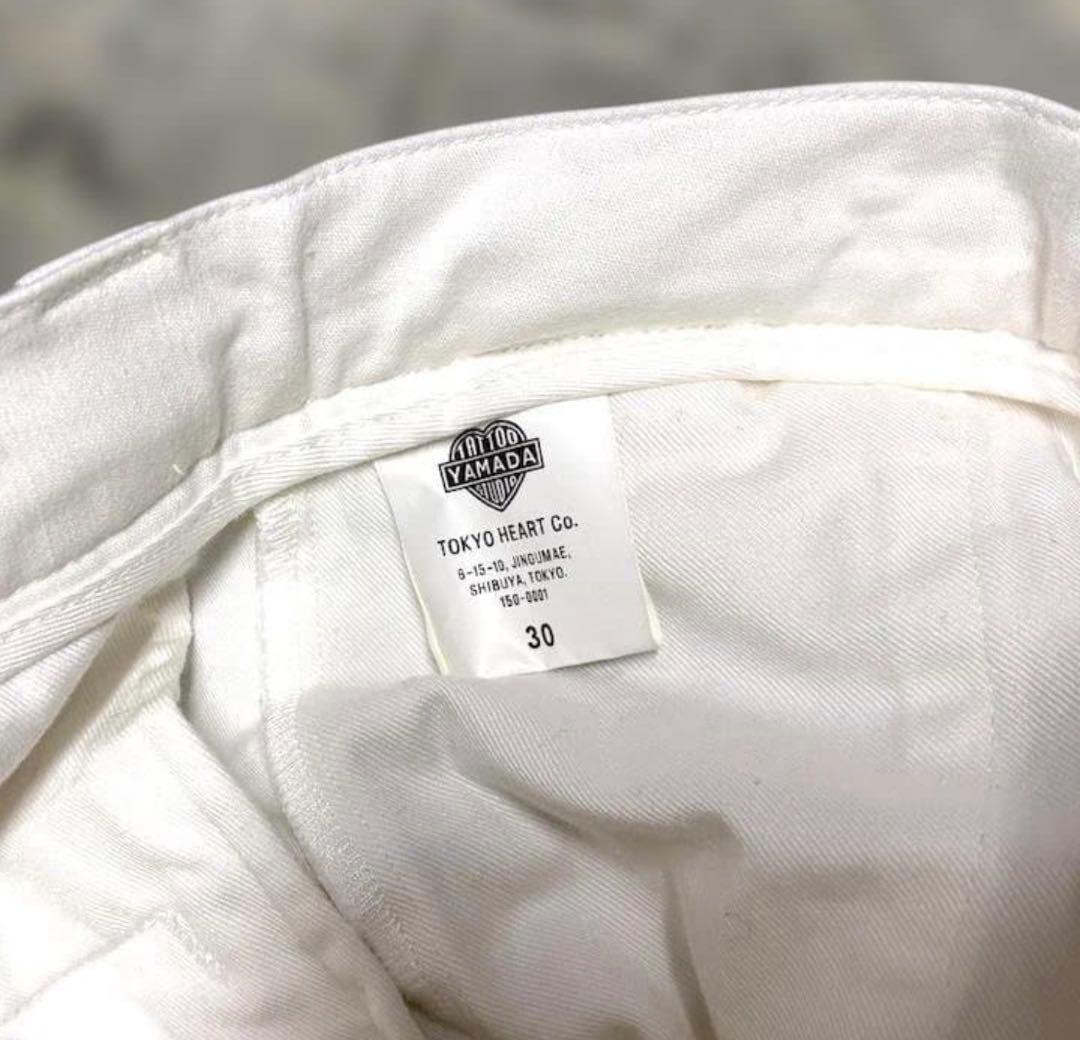 TATTOO
YAMADA
STUDIO
TOKYO HEART Co.
6-15-10, JINGUMAE,
SHIBUYA, TOKYO.
150-0001
30